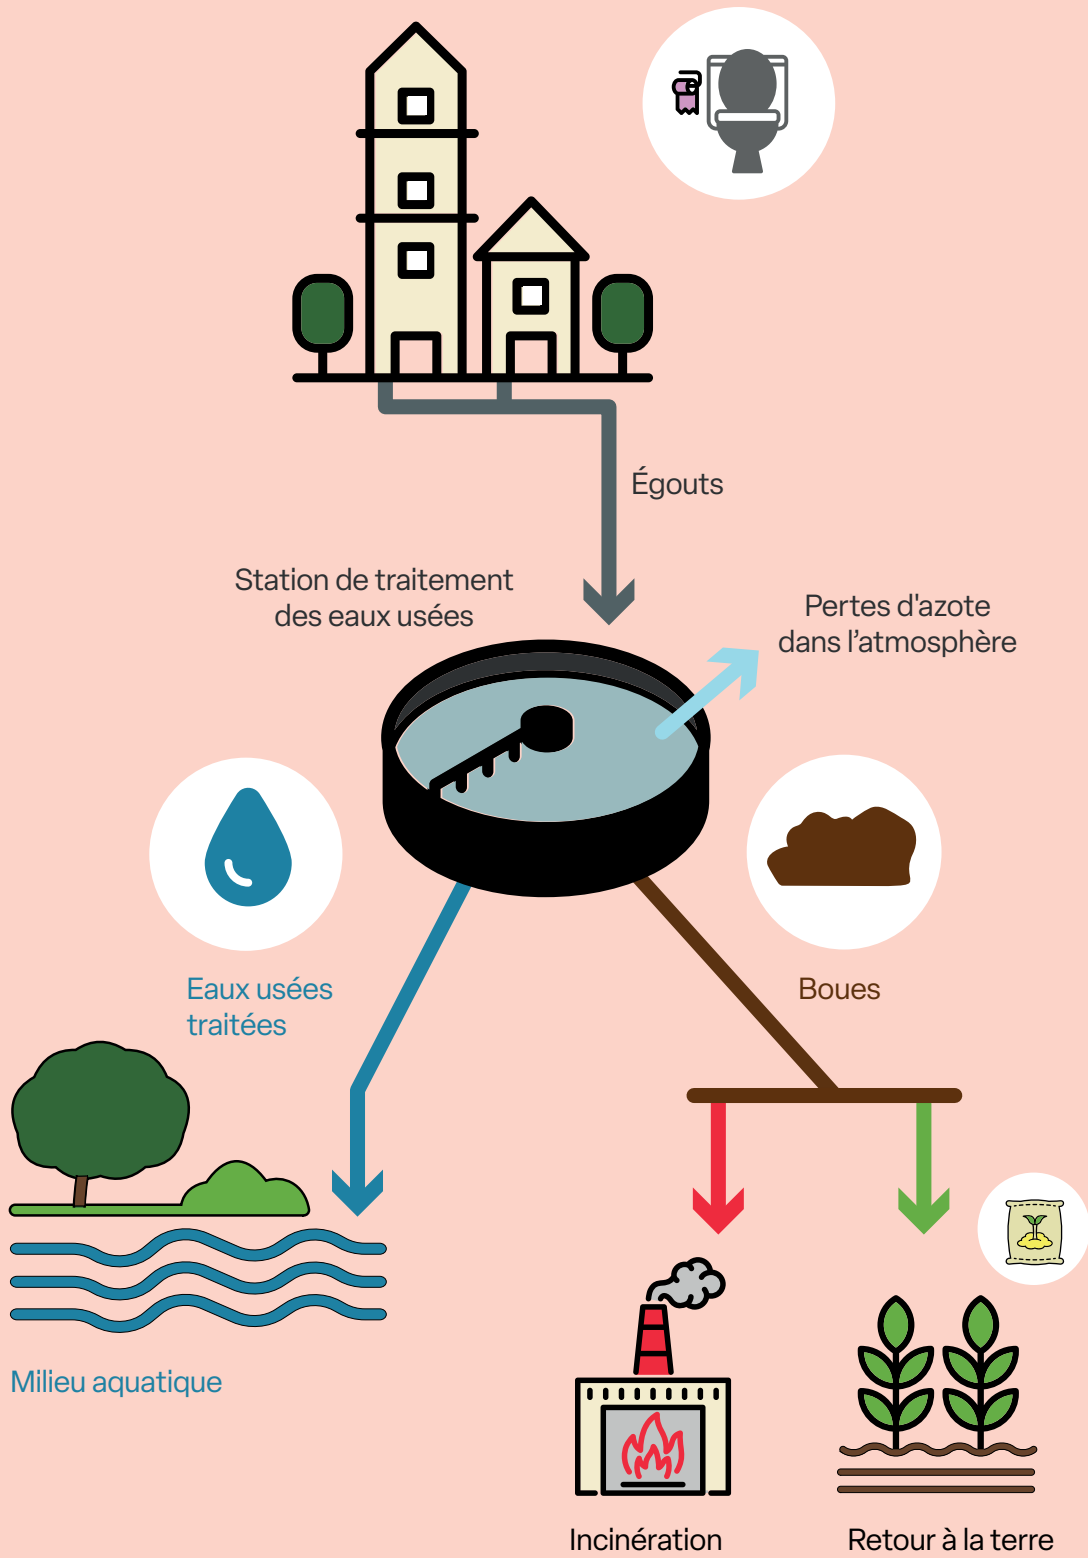 Égouts
Station de traitement
des eaux usées
Pertes d'azote
dans l’atmosphère
Eaux usées
traitées
Boues
Milieu aquatique
Incinération
Retour à la terre